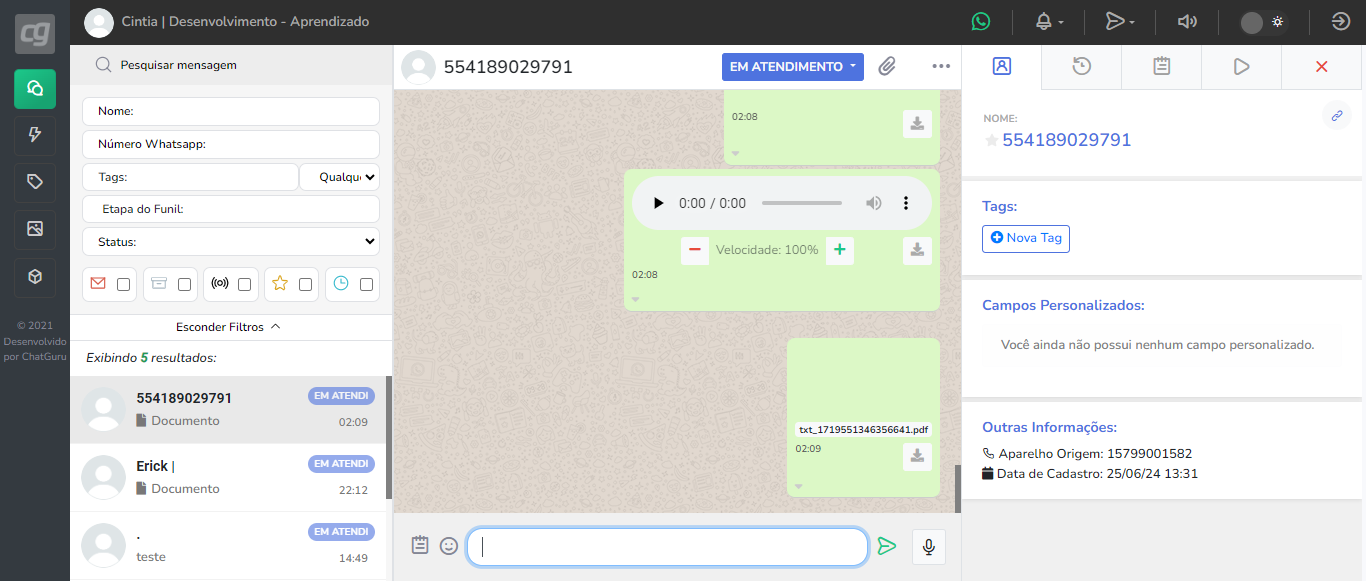 cg
Cintia | Desenvolvimento - Aprendizado
Pesquisar mensagem
Nome:
Número Whatsapp:
Tags:
Qualque
Etapa do Funil:
Status:
Esconder Filtros
Exibindo 5 resultados:
554189029791
EM ATENDI
Documento
02:09
Erick |
EM ATENDI
Documento
22:12
.
EM ATENDI
teste
14:49
© 2021
Desenvolvido
por ChatGuru
554189029791
EM ATENDIMENTO
02:08
0:00 / 0:00
Velocidade: 100%
02:08
txt_1719551346356641.pdf
02:09
NOME:
554189029791
Tags:
Nova Tag
Campos Personalizados:
Você ainda não possui nenhum campo personalizado.
Outras Informações:
Aparelho Origem: 15799001582
Data de Cadastro: 25/06/24 13:31